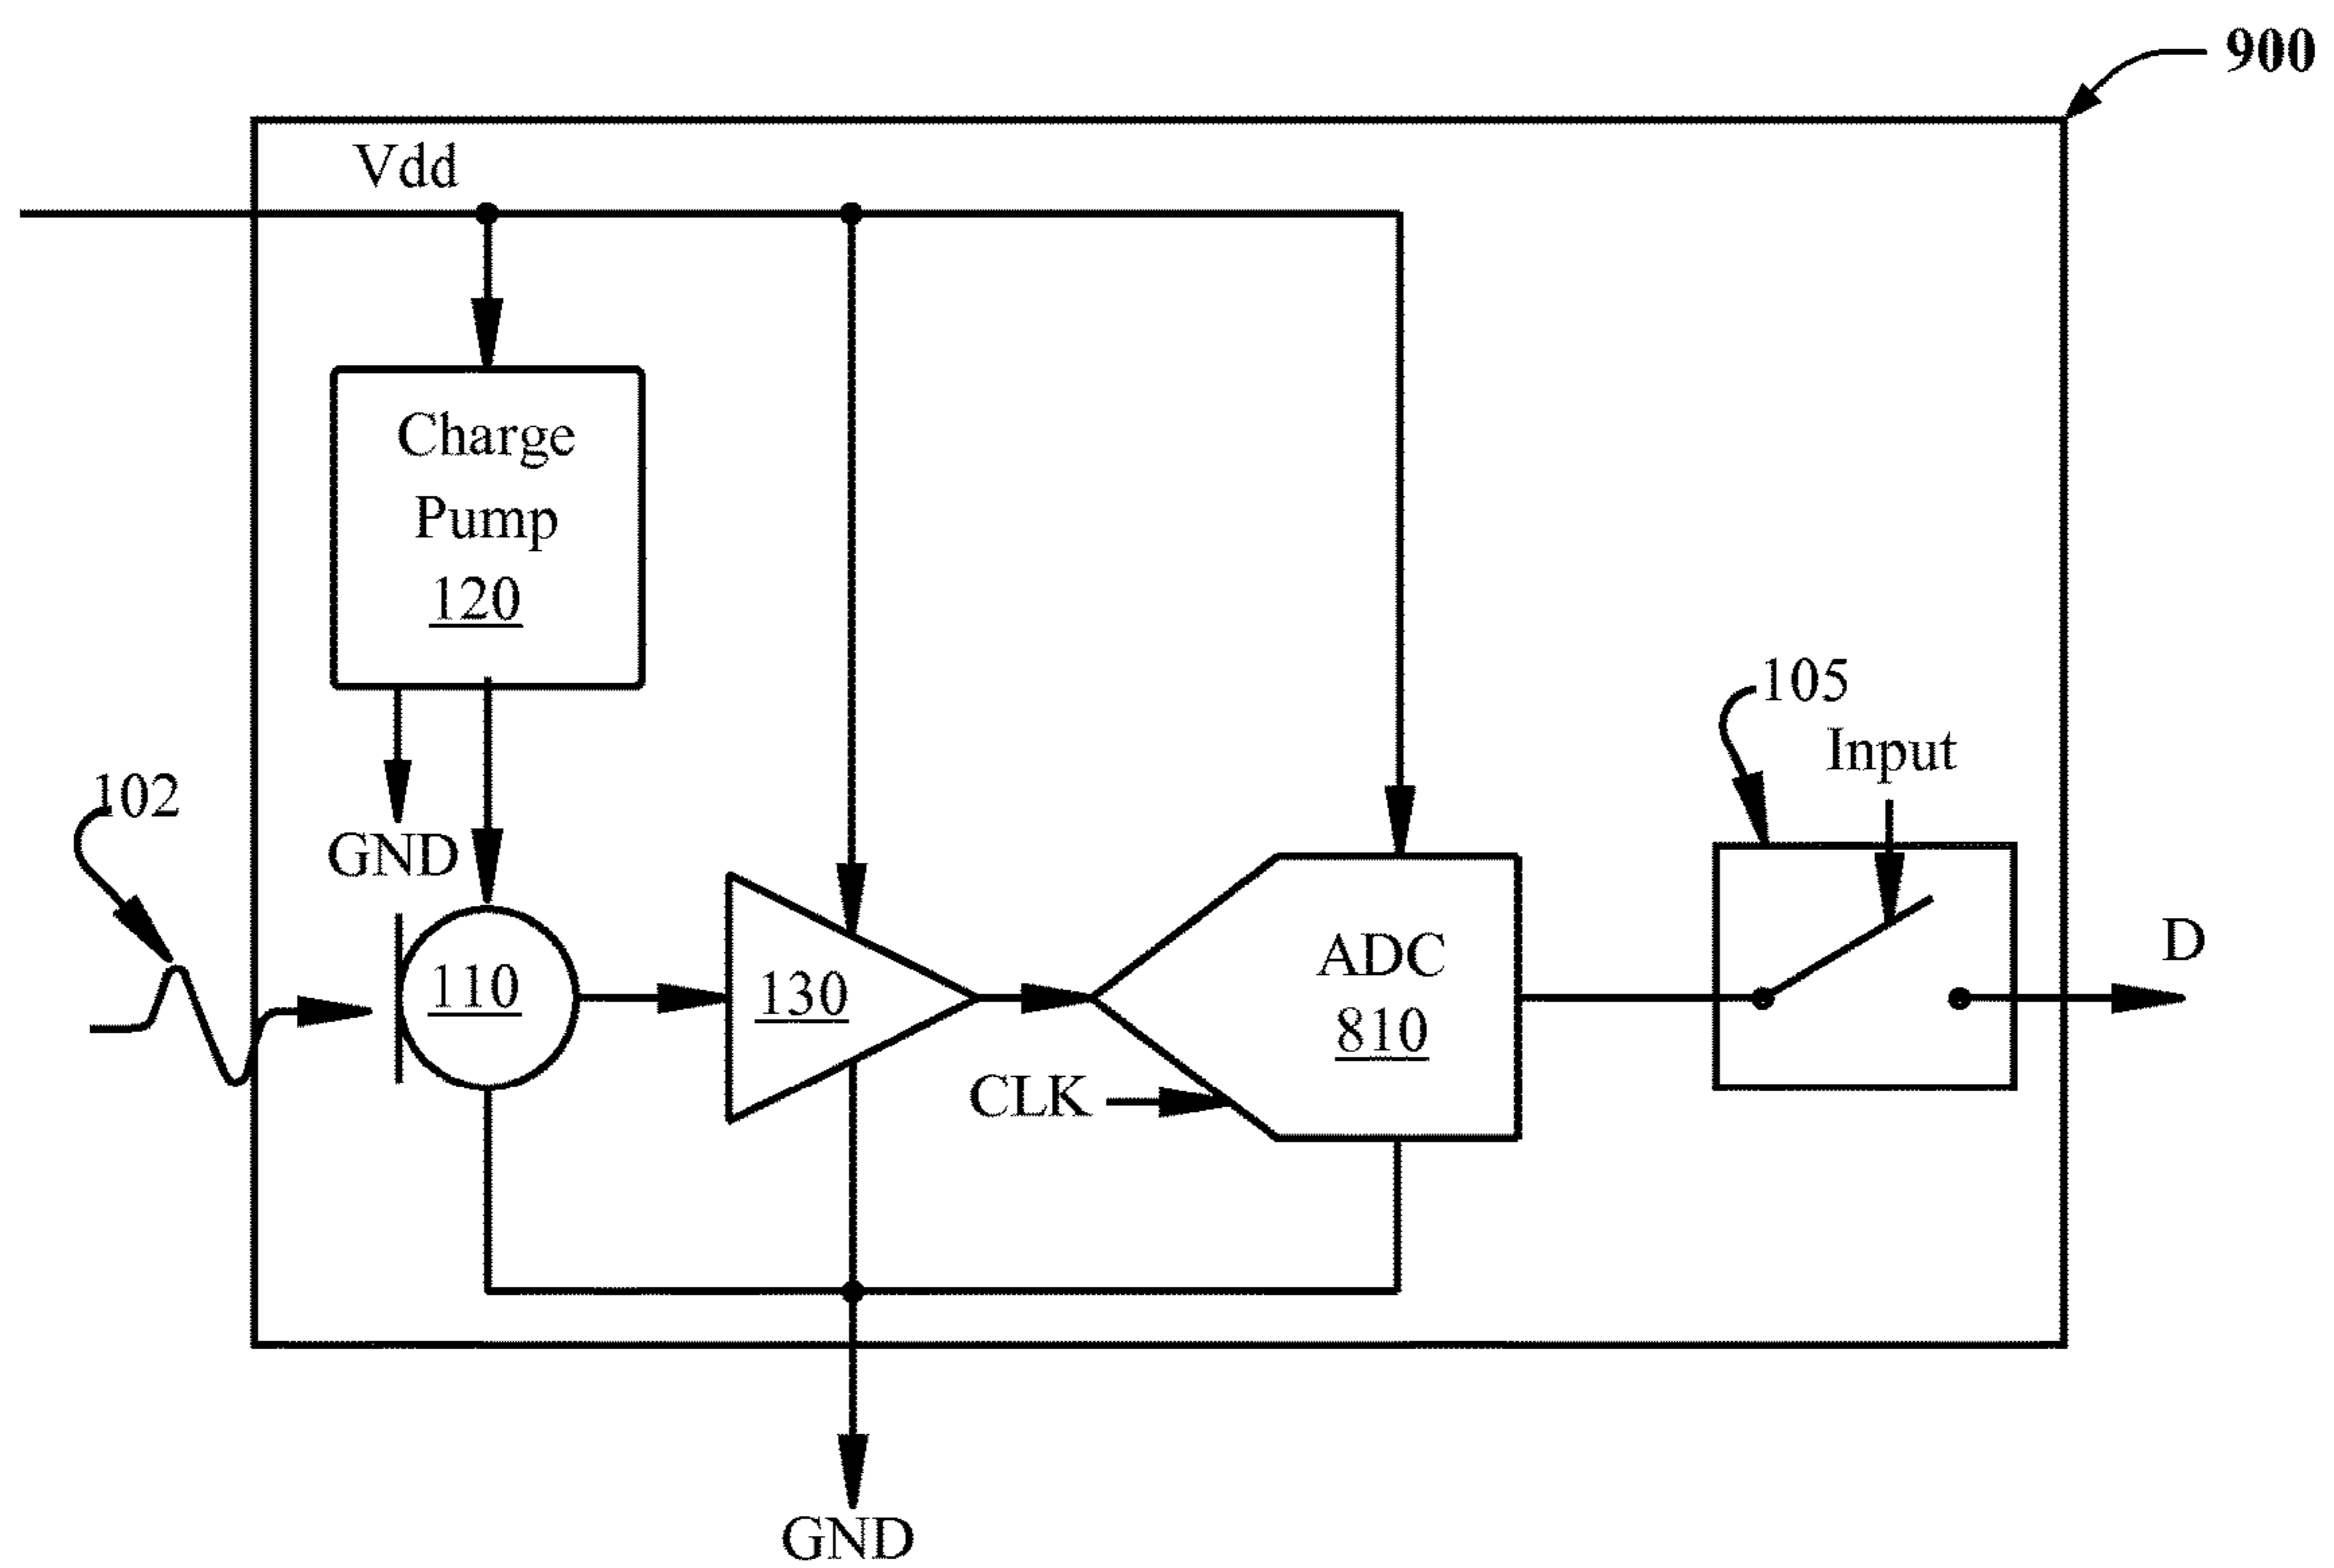 900
Vdd
Charge
Pump
120
105
Input
102
GND
D
110
130
ADC
810
CLK
GND